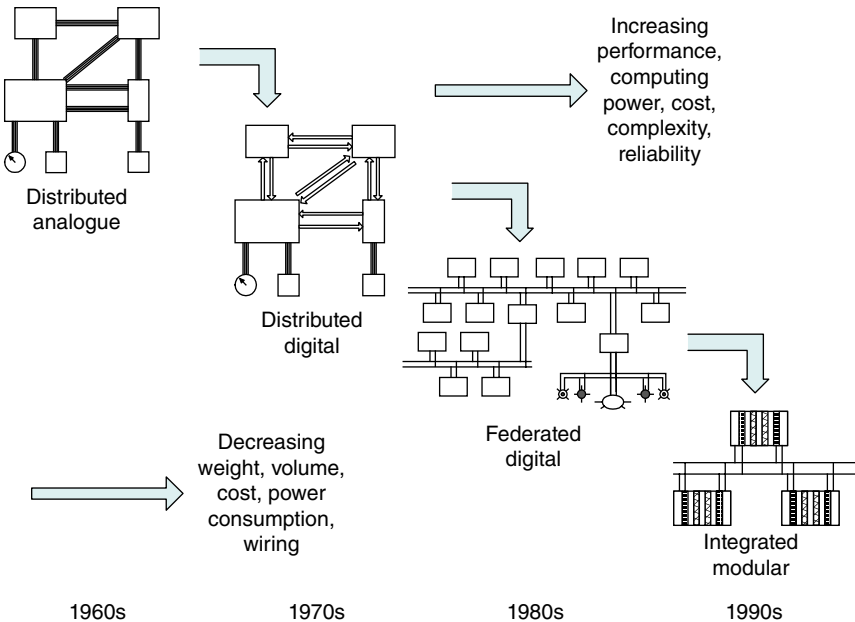 Increasing
performance,
computing
power, cost,
complexity,
reliability
Distributed
analogue
Distributed
digital
Federated
digital
Decreasing
weight, volume,
cost, power
consumption,
wiring
Integrated
modular
1960s
1970s
1980s
1990s